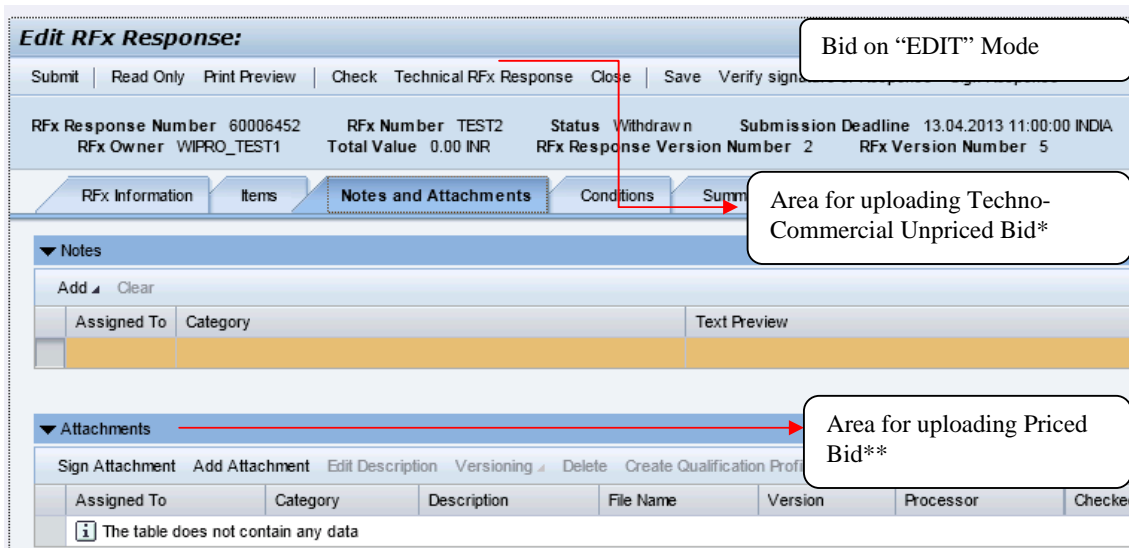 Edit RFx Response:
Bid on “EDIT” Mode
Submit Read Only Print Preview Check Technical RFx Response Close Save Verify
RFx Response Number 60006452 RFx Number TEST2 Status Withdrawn Submission Deadline 13.04.2013 11:00:00 INDIA
RFx Owner WIPRO_TEST1 Total Value 0.00 INR RFx Response Version Number 2 RFx Version Number 5
RFx Information Items Notes and Attachments Conditions
Area for uploading Techno-
Commercial Unpriced Bid*
Notes
Add Clear
Assigned To Category Text Preview
Attachments
Area for uploading Priced
Bid**
Sign Attachment Add Attachment Edit Description Versioning Delete Create Qualification
Assigned To Category Description File Name Version Processor
The table does not contain any data